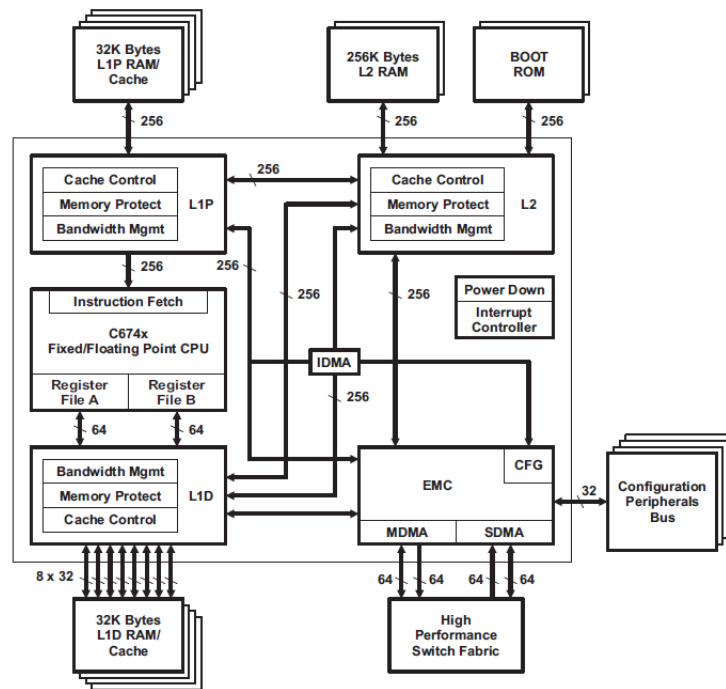 32K Bytes
L1P RAM/
Cache
256K Bytes
L2 RAM
BOOT
ROM
256
256
256
Cache Control
Memory Protect
Bandwidth Mgmt
L1P
256
Cache Control
Memory Protect
Bandwidth Mgmt
L2
256
256
256
256
Instruction Fetch
C674x
Fixed/Floating Point CPU
Register
File A
Register
File B
Power Down
Interrupt
Controller
IDMA
256
64
64
Bandwidth Mgmt
Memory Protect
Cache Control
L1D
EMC
CFG
MDMA
SDMA
32
Configuration
Peripherals
Bus
8 x 32
64
64
64
64
32K Bytes
L1D RAM/
Cache
High
Performance
Switch Fabric